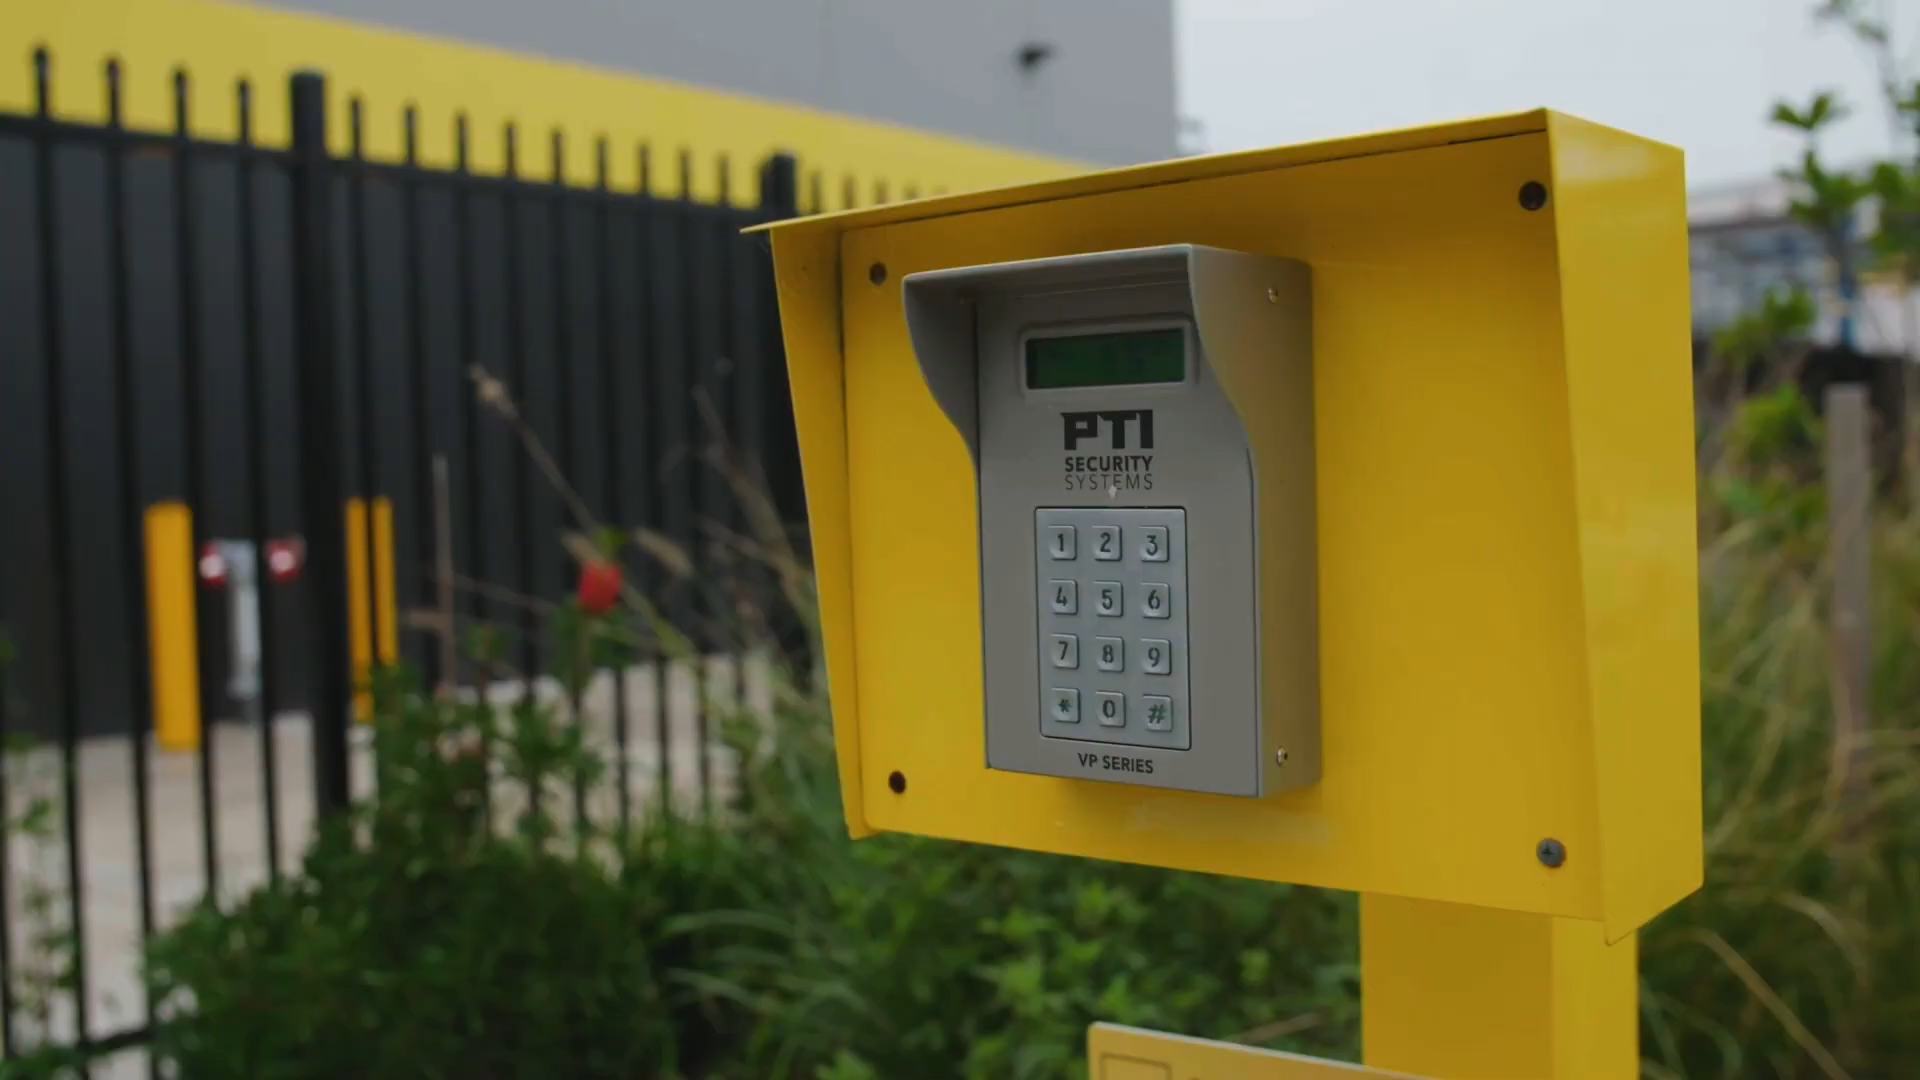 PTI
SECURITY
SYSTEMS
1 2 3
4 5 6
7 8 9
* 0 #
VP SERIES